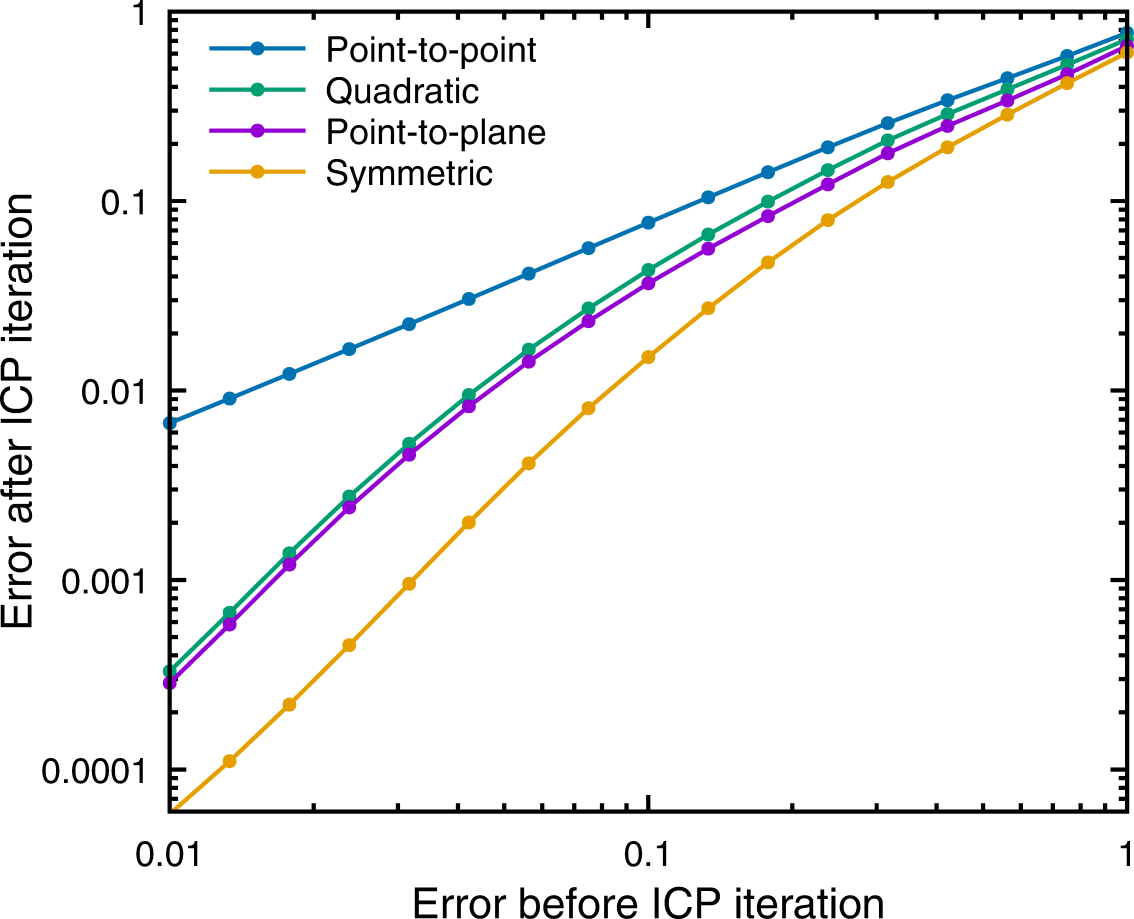 1
Point-to-point
Quadratic
Point-to-plane
Symmetric
0.1
0.01
0.001
0.0001
Error after ICP iteration
0.01 0.1 1
Error before ICP iteration